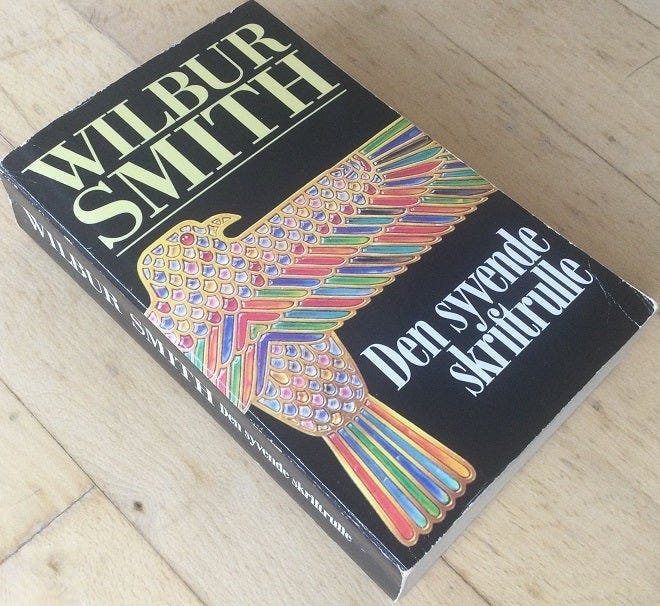 WILBUR
SMITH
Den syvende
skriftrulle
WILBUR SMITH Den syvende skriftrulle